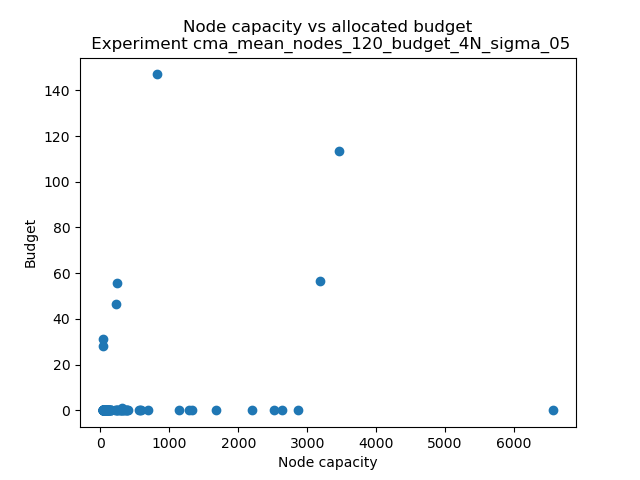 Node capacity vs allocated budget
Experiment cma_mean_nodes_120_budget_4N_sigma_05
140
120
100
80
60
40
20
0
Budget
0 1000 2000 3000 4000 5000 6000
Node capacity